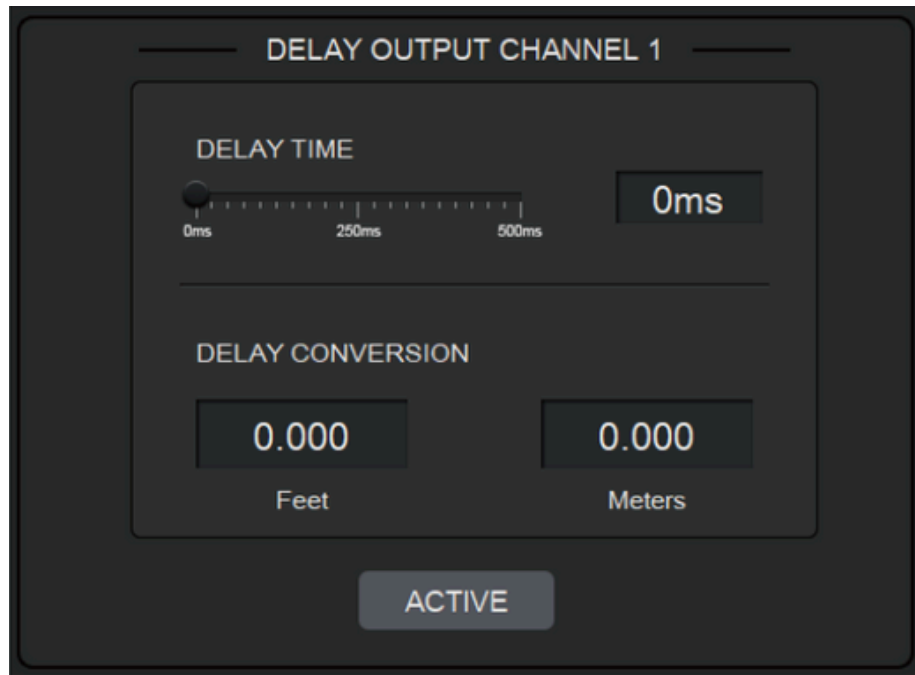 DELAY OUTPUT CHANNEL 1
DELAY TIME
0ms
0ms 250ms 500ms
DELAY CONVERSION
0.000 0.000
Feet Meters
ACTIVE